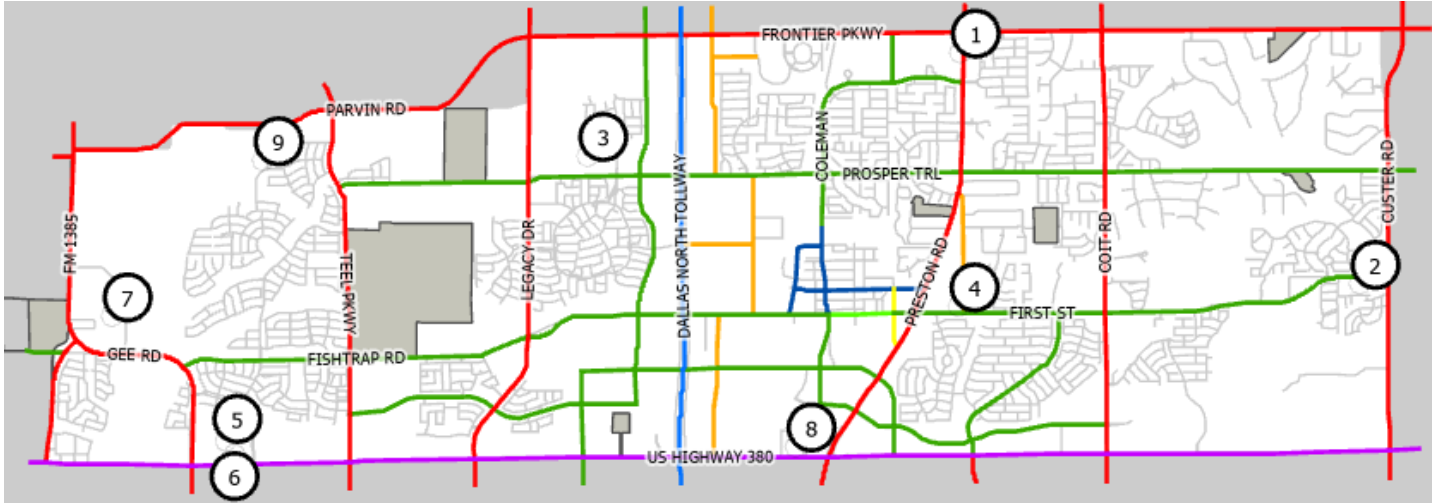 FRONTIER PKWY
1
PARVIN RD
9
3
COLEMAN
PROSPER TRL
DALLAS NORTH TOLLWAY
CUSTER RD
FM 1385
TEEL PKWY
LEGACY DR
PRESTON RD
COIT RD
2
7
4
FIRST ST
GEE RD
FISHTRAP RD
5
8
US HIGHWAY 380
6